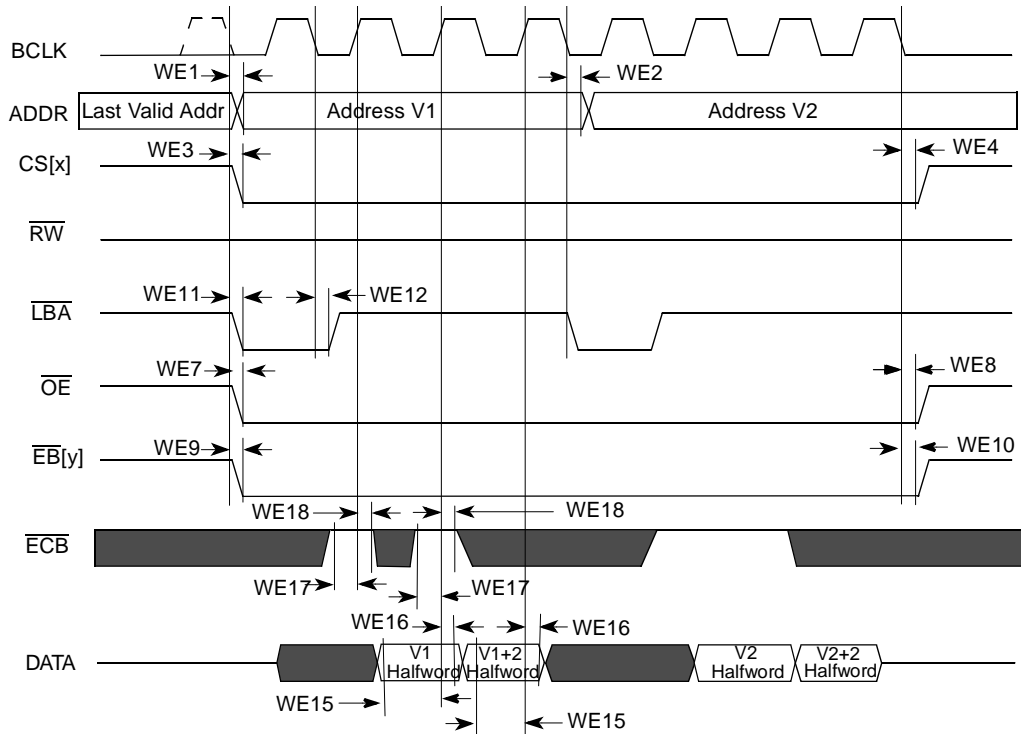 BCLK
WE1
WE2
ADDR
Last Valid Addr
Address V1
Address V2
WE3
WE4
CS[x]
RW
WE11
WE12
LBA
WE7
WE8
OE
WE9
WE10
EB[y]
WE18
WE18
ECB
WE17
WE17
WE16
WE16
DATA
V1
Halfword
V1+2
Halfword
V2
Halfword
V2+2
Halfword
WE15
WE15